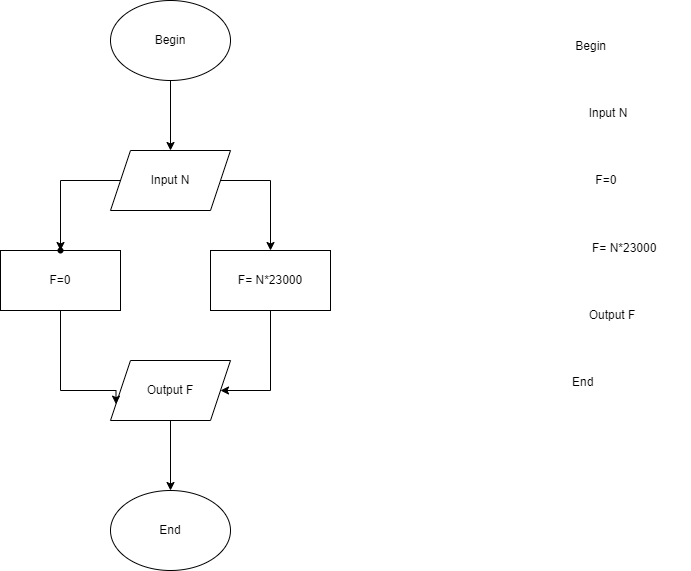 Begin
Input N
F=0
F= N*23000
Output F
End
Begin
Input N
F=0
F= N*23000
Output F
End